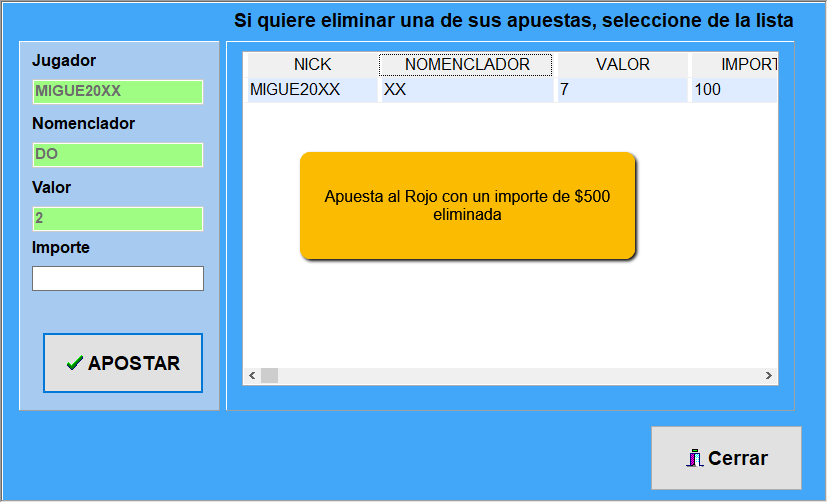 Si quiere eliminar una de sus apuestas, seleccione de la lista
Jugador
MIGUE20XX
Nomenclador
DO
Valor
2
Importe
APOSTAR
NICK NOMENCLADOR VALOR IMPORT
MIGUE20XX XX 7 100
Apuesta al Rojo con un importe de $500
eliminada
Cerrar